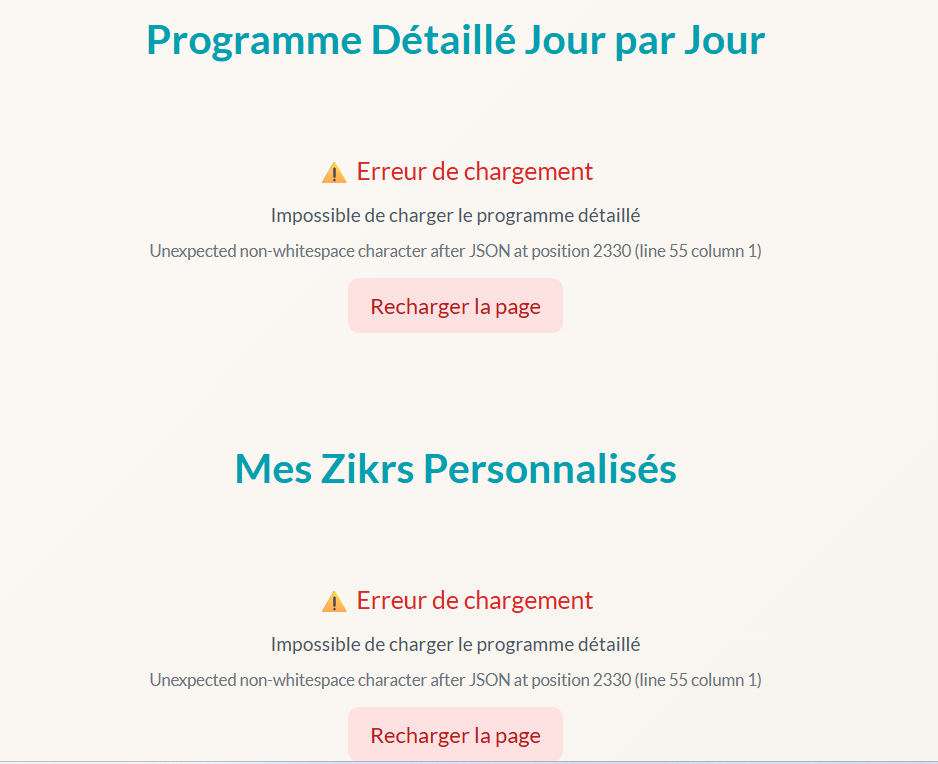 Programme Détaillé Jour par Jour
⚠️ Erreur de chargement
Impossible de charger le programme détaillé
Unexpected non-whitespace character after JSON at position 2330 (line 55 column 1)
Recharger la page
Mes Zikrs Personnalisés
⚠️ Erreur de chargement
Impossible de charger le programme détaillé
Unexpected non-whitespace character after JSON at position 2330 (line 55 column 1)
Recharger la page